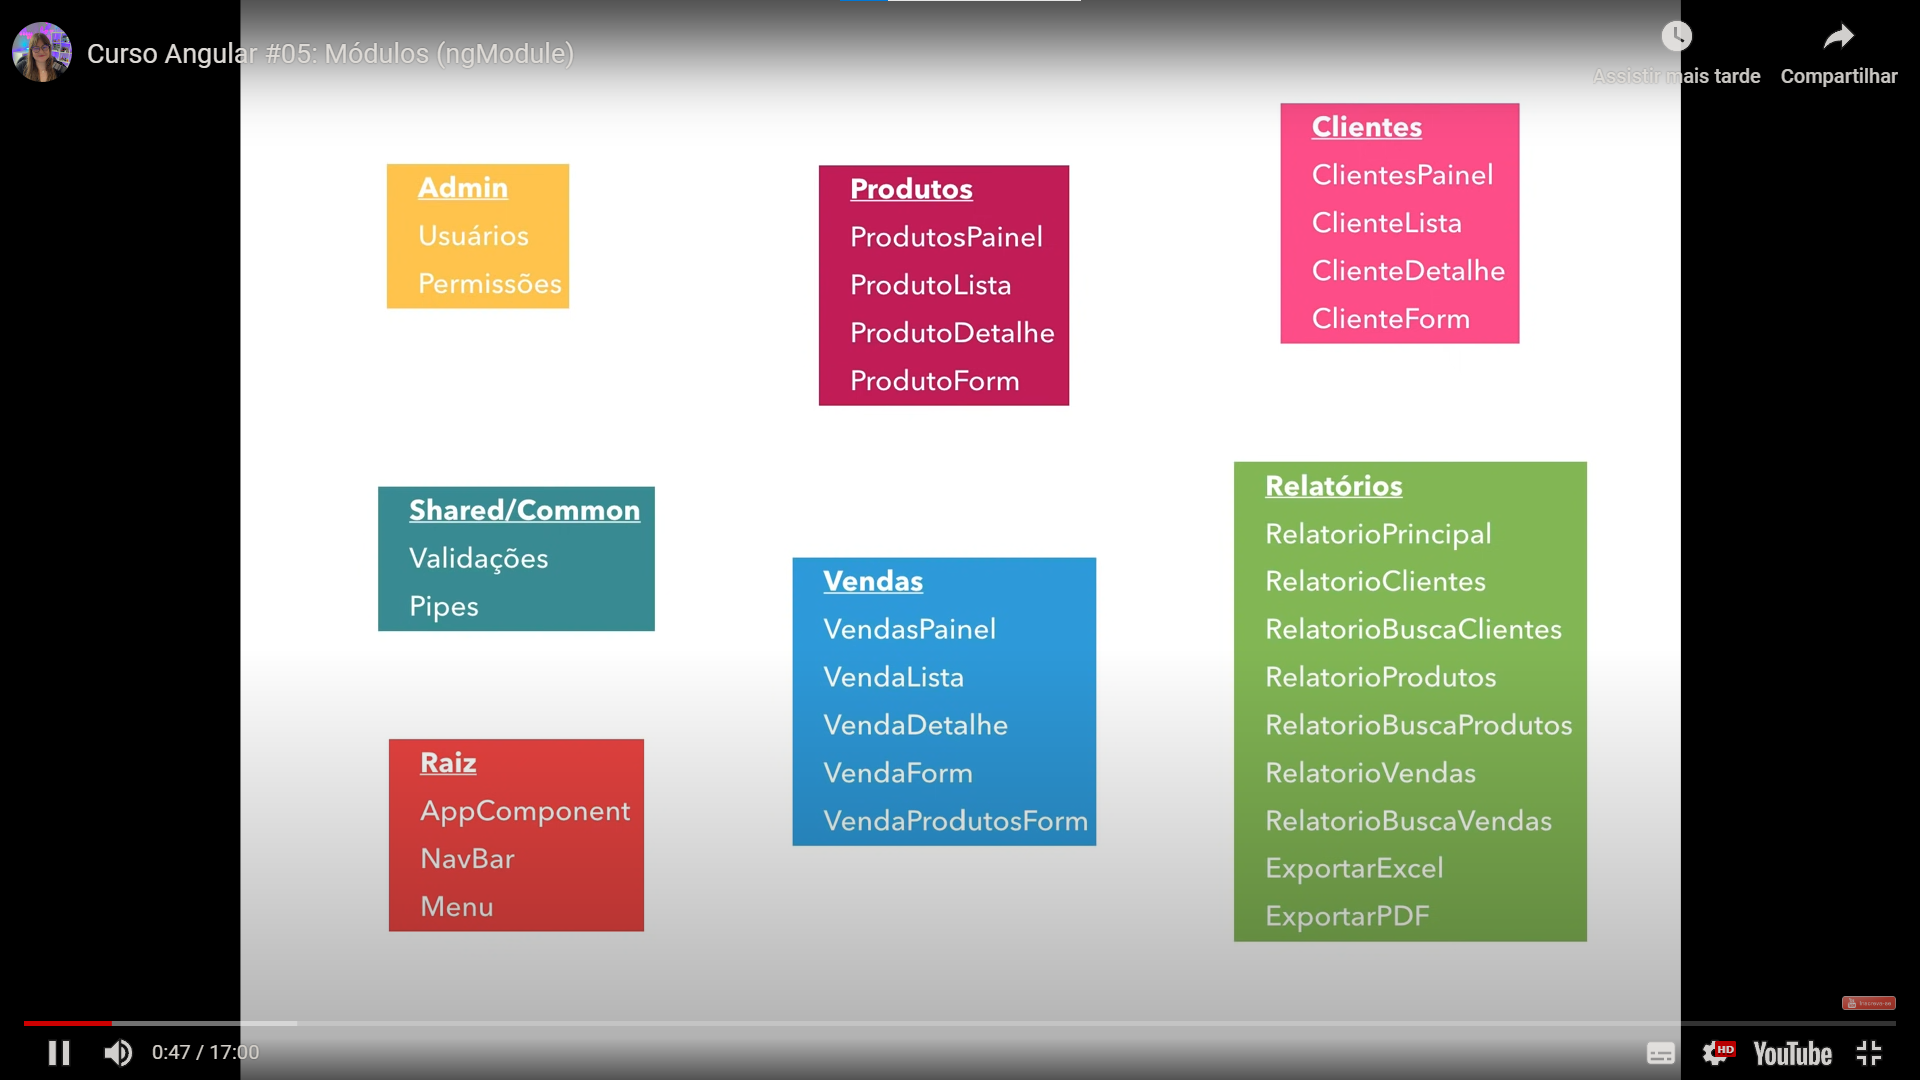 Curso Angular #05: Módulos (ngModule)
Assistir mais tarde
Compartilhar
Admin
Usuários
Permissões
Produtos
ProdutosPainel
ProdutoLista
ProdutoDetalhe
ProdutoForm
Clientes
ClientesPainel
ClienteLista
ClienteDetalhe
ClienteForm
Shared/Common
Validações
Pipes
Vendas
VendasPainel
VendaLista
VendaDetalhe
VendaForm
VendaProdutosForm
Relatórios
RelatorioPrincipal
RelatorioClientes
RelatorioBuscaClientes
RelatorioProdutos
RelatorioBuscaProdutos
RelatorioVendas
RelatorioBuscaVendas
ExportarExcel
ExportarPDF
Raiz
AppComponent
NavBar
Menu
Inscreva-se
0:47 / 17:00
HD
YouTube